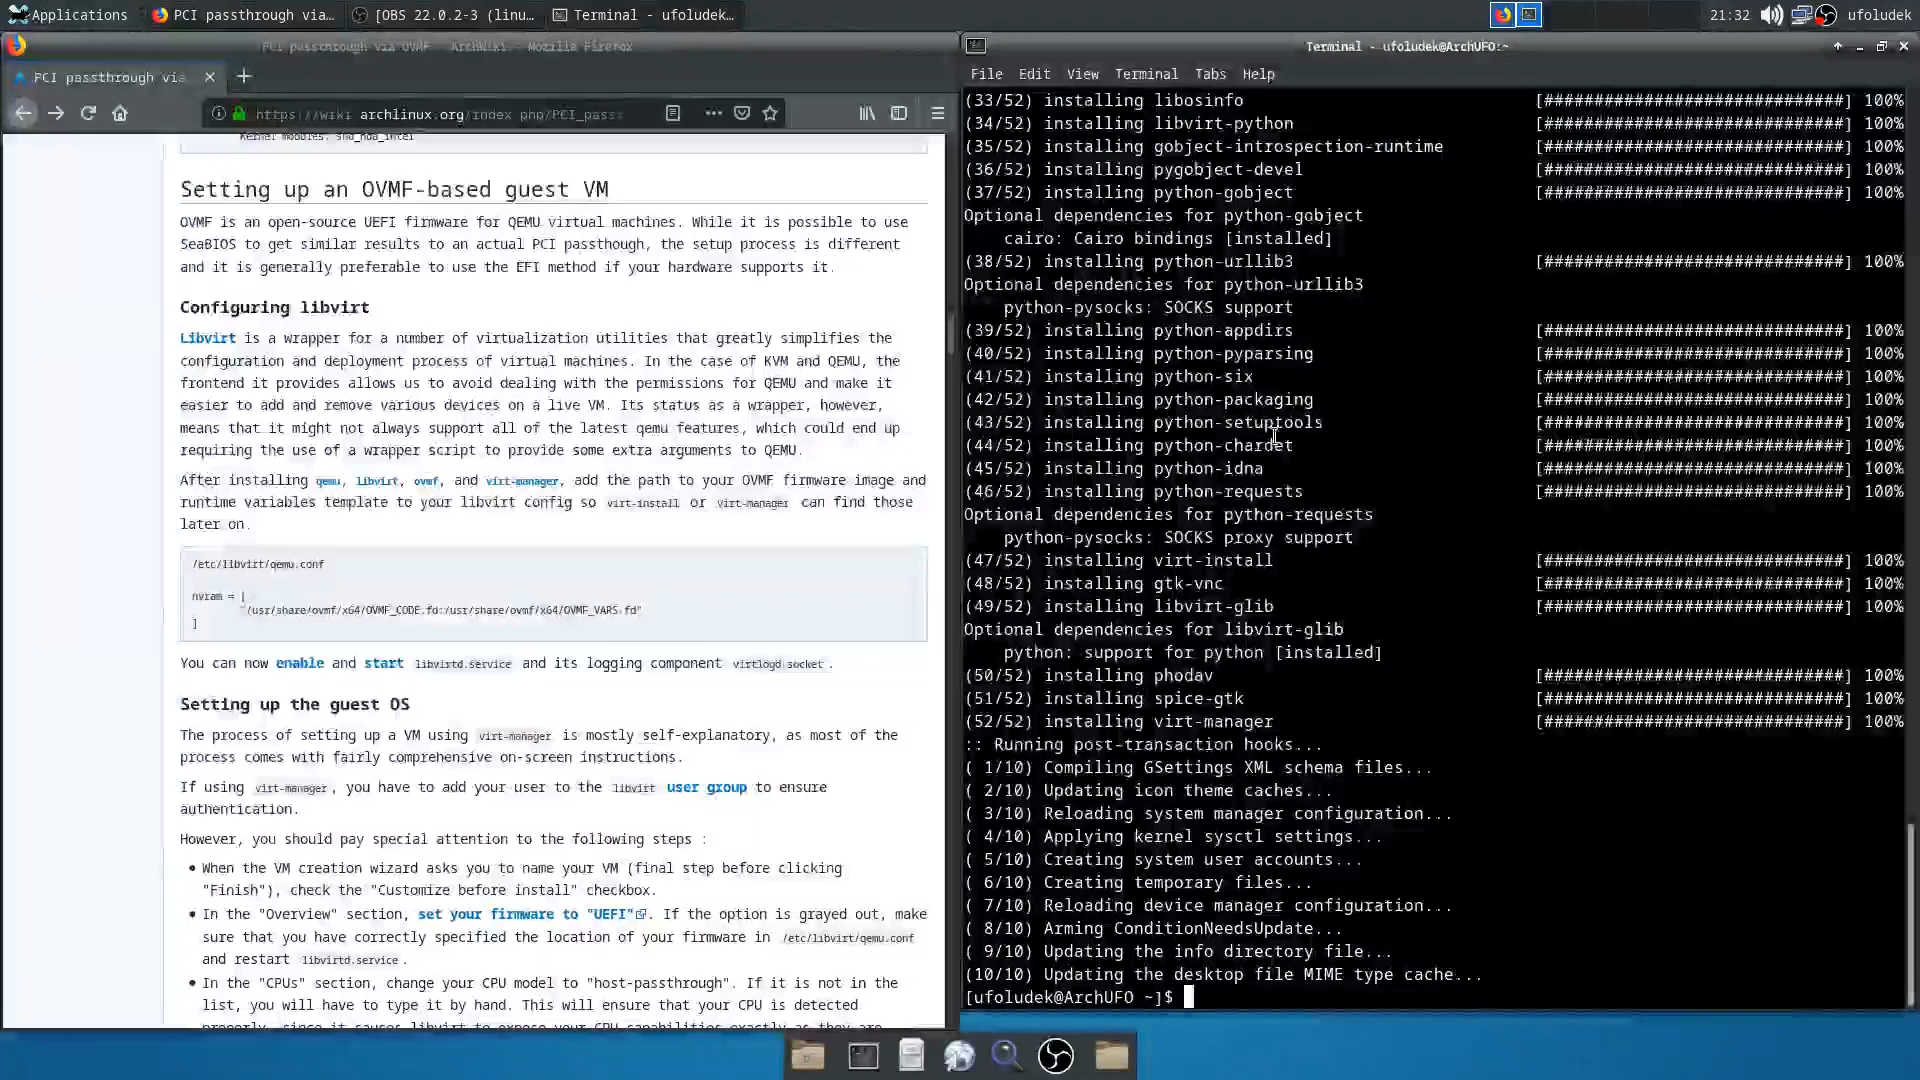 Applications
PCI passthrough via...
[OBS 22.0.2-3 (linu...
Terminal - ufoludek...
21:32
ufoludek
PCI passthrough via OVMF - ArchWiki - Mozilla Firefox
PCI passthrough via
https://wiki.archlinux.org/index.php/PCI_pass
Kernel modules: snd_hda_intel
Setting up an OVMF-based guest VM
OVMF is an open-source UEFI firmware for QEMU virtual machines. While it is possible to use
SeaBIOS to get similar results to an actual PCI passthough, the setup process is different
and it is generally preferable to use the EFI method if your hardware supports it.
Configuring libvirt
Libvirt is a wrapper for a number of virtualization utilities that greatly simplifies the
configuration and deployment process of virtual machines. In the case of KVM and QEMU, the
frontend it provides allows us to avoid dealing with the permissions for QEMU and make it
easier to add and remove various devices on a live VM. Its status as a wrapper, however,
means that it might not always support all of the latest qemu features, which could end up
requiring the use of a wrapper script to provide some extra arguments to QEMU.
After installing qemu, libvirt, ovmf, and virt-manager, add the path to your OVMF firmware image and
runtime variables template to your libvirt config so virt-install or virt-manager can find those
later on.
/etc/libvirt/qemu.conf
nvram = [
"/usr/share/ovmf/x64/OVMF_CODE.fd:/usr/share/ovmf/x64/OVMF_VARS.fd"
]
You can now enable and start libvirtd.service and its logging component virtlogd.socket.
Setting up the guest OS
The process of setting up a VM using virt-manager is mostly self-explanatory, as most of the
process comes with fairly comprehensive on-screen instructions.
If using virt-manager, you have to add your user to the libvirt user group to ensure
authentication.
However, you should pay special attention to the following steps :
When the VM creation wizard asks you to name your VM (final step before clicking
"Finish"), check the "Customize before install" checkbox.
In the "Overview" section, set your firmware to "UEFI". If the option is grayed out, make
sure that you have correctly specified the location of your firmware in /etc/libvirt/qemu.conf
and restart libvirtd.service.
In the "CPUs" section, change your CPU model to "host-passthrough". If it is not in the
list, you will have to type it by hand. This will ensure that your CPU is detected
properly, since it causes libvirt to expose your CPU capabilities exactly as they are
Terminal - ufoludek@ArchUFO:~
File Edit View Terminal Tabs Help
(33/52) installing libosinfo [##############################] 100%
(34/52) installing libvirt-python [##############################] 100%
(35/52) installing gobject-introspection-runtime [##############################] 100%
(36/52) installing pygobject-devel [##############################] 100%
(37/52) installing python-gobject [##############################] 100%
Optional dependencies for python-gobject
cairo: Cairo bindings [installed]
(38/52) installing python-urllib3 [##############################] 100%
Optional dependencies for python-urllib3
python-pysocks: SOCKS support
(39/52) installing python-appdirs [##############################] 100%
(40/52) installing python-pyparsing [##############################] 100%
(41/52) installing python-six [##############################] 100%
(42/52) installing python-packaging [##############################] 100%
(43/52) installing python-setuptools [##############################] 100%
(44/52) installing python-chardet [##############################] 100%
(45/52) installing python-idna [##############################] 100%
(46/52) installing python-requests [##############################] 100%
Optional dependencies for python-requests
python-pysocks: SOCKS proxy support
(47/52) installing virt-install [##############################] 100%
(48/52) installing gtk-vnc [##############################] 100%
(49/52) installing libvirt-glib [##############################] 100%
Optional dependencies for libvirt-glib
python: support for python [installed]
(50/52) installing phodav [##############################] 100%
(51/52) installing spice-gtk [##############################] 100%
(52/52) installing virt-manager [##############################] 100%
:: Running post-transaction hooks...
( 1/10) Compiling GSettings XML schema files...
( 2/10) Updating icon theme caches...
( 3/10) Reloading system manager configuration...
( 4/10) Applying kernel sysctl settings...
( 5/10) Creating system user accounts...
( 6/10) Creating temporary files...
( 7/10) Reloading device manager configuration...
( 8/10) Arming ConditionNeedsUpdate...
( 9/10) Updating the info directory file...
(10/10) Updating the desktop file MIME type cache...
[ufoludek@ArchUFO ~]$